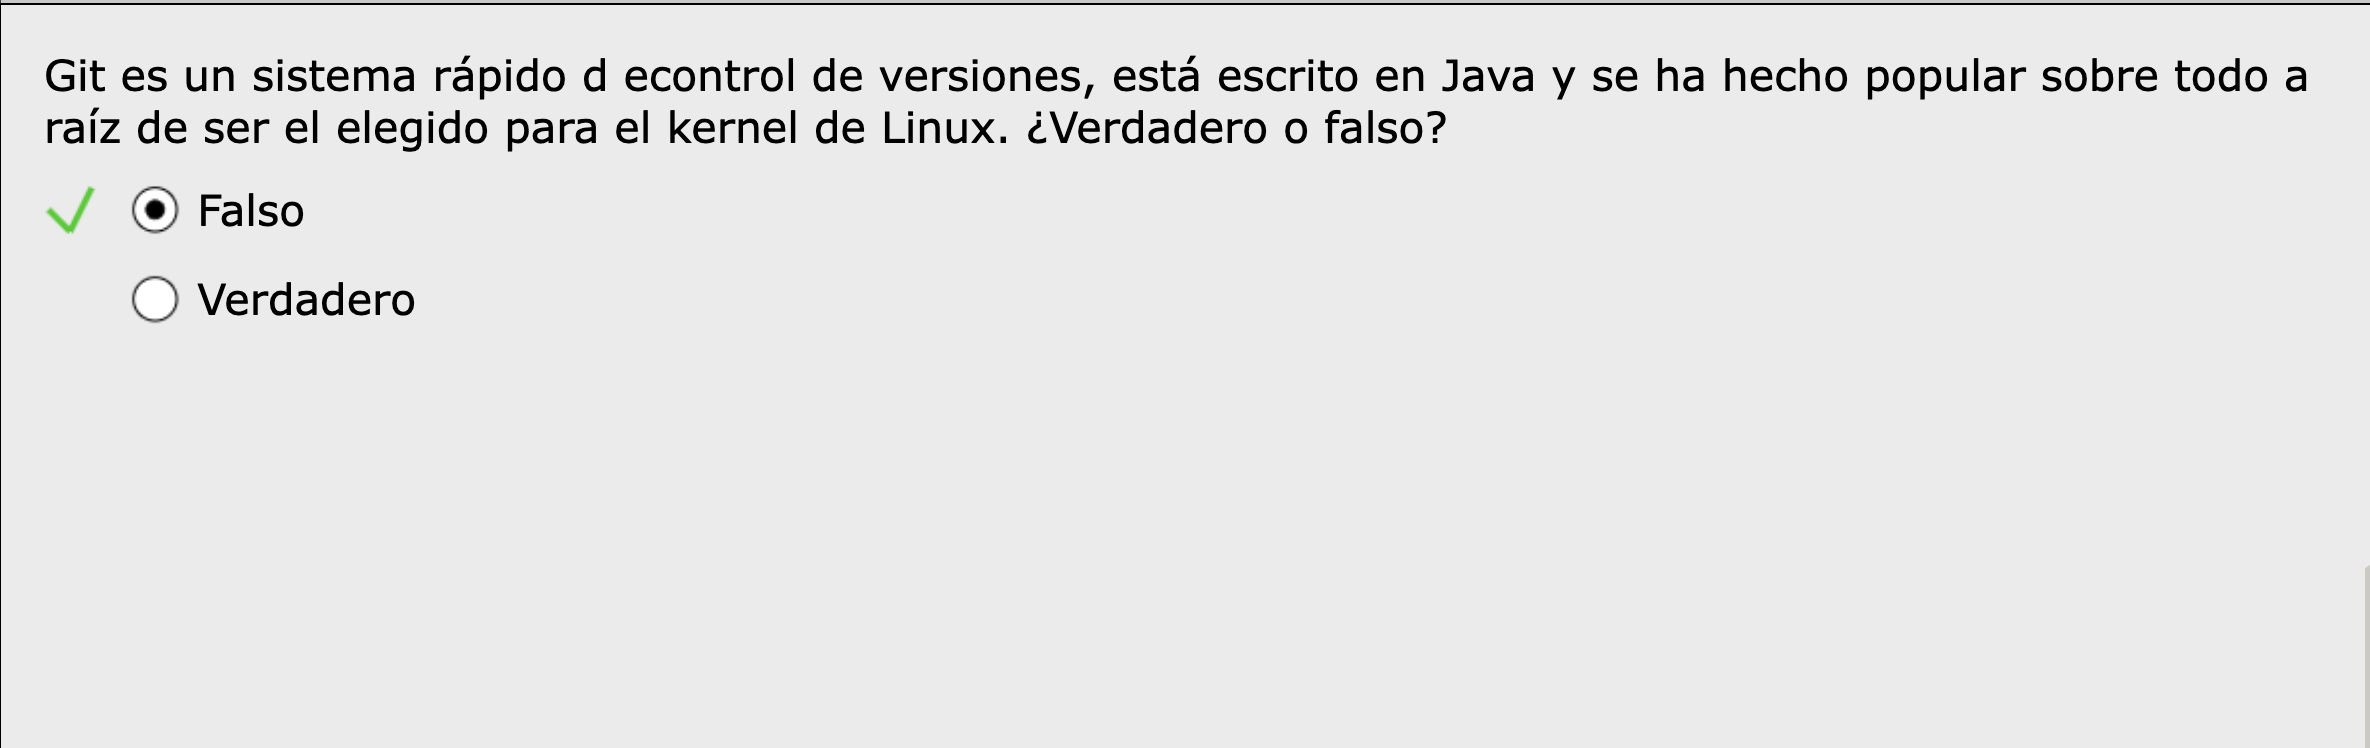 Git es un sistema rápido d econtrol de versiones, está escrito en Java y se ha hecho popular sobre todo a
raíz de ser el elegido para el kernel de Linux. ¿Verdadero o falso?
Falso
Verdadero